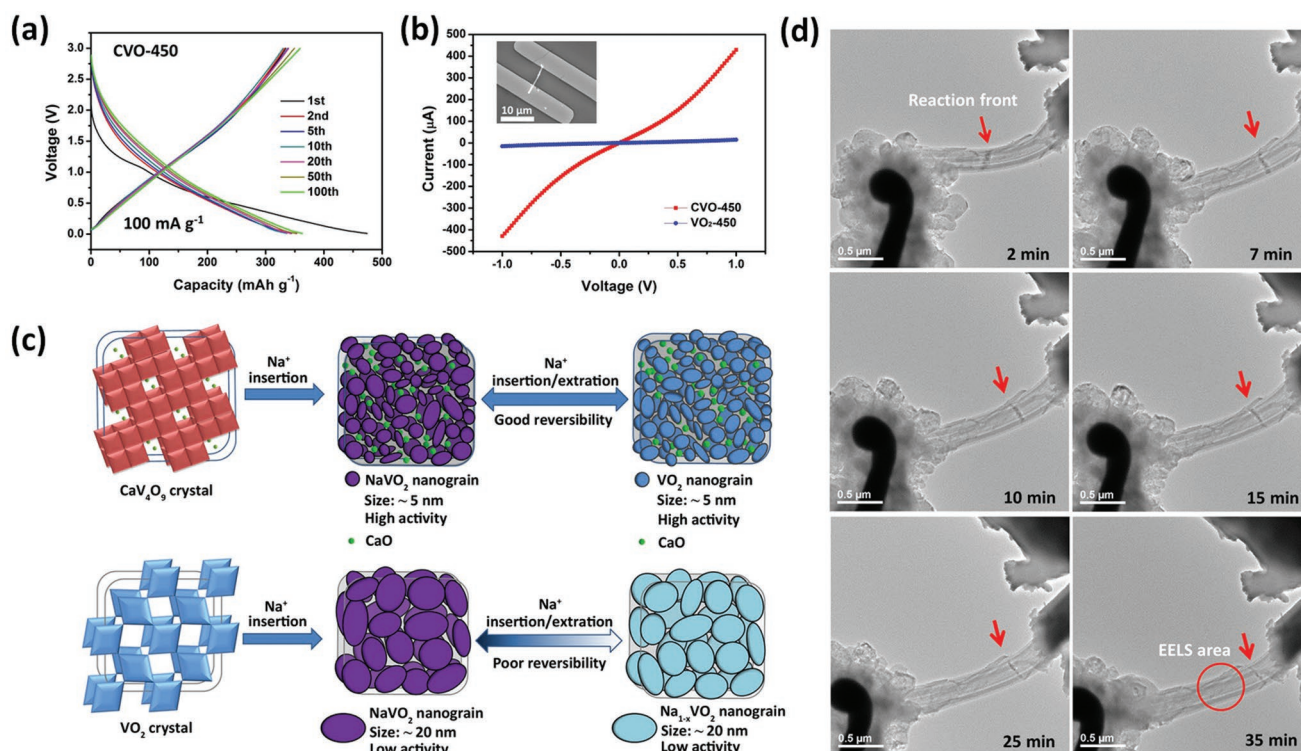 (a)
CVO-450
3.0
2.5
2.0
1.5
1.0
0.5
0.0
Voltage (V)
1st
2nd
5th
10th
20th
50th
100th
100 mA g⁻¹
0 100 200 300 400 500
Capacity (mAh g⁻¹)
(b)
500
400
300
200
100
0
-100
-200
-300
-400
-500
Current (μA)
10 μm
CVO-450
VO₂-450
-1.0 -0.5 0.0 0.5 1.0
Voltage (V)
(c)
CaV₄O₉ crystal
Na⁺
insertion
NaVO₂ nanograin
Size: ~ 5 nm
High activity
CaO
Na⁺
insertion/extration
Good reversibility
VO₂ nanograin
Size: ~ 5 nm
High activity
CaO
VO₂ crystal
Na⁺
insertion
NaVO₂ nanograin
Size: ~ 20 nm
Low activity
Na⁺
insertion/extration
Poor reversibility
Na₁₋ₓVO₂ nanograin
Size: ~ 20 nm
Low activity
(d)
Reaction front
0.5 μm
2 min
0.5 μm
7 min
0.5 μm
10 min
0.5 μm
15 min
0.5 μm
25 min
EELS area
0.5 μm
35 min